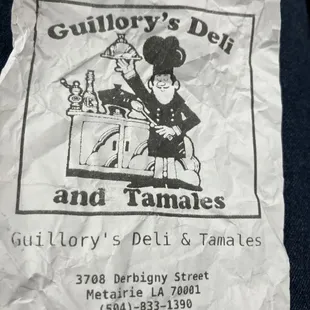 Guillory's Deli
and Tamales
Guillory's Deli & Tamales
3708 Derbigny Street
Metairie LA 70001
(504)-833-1390